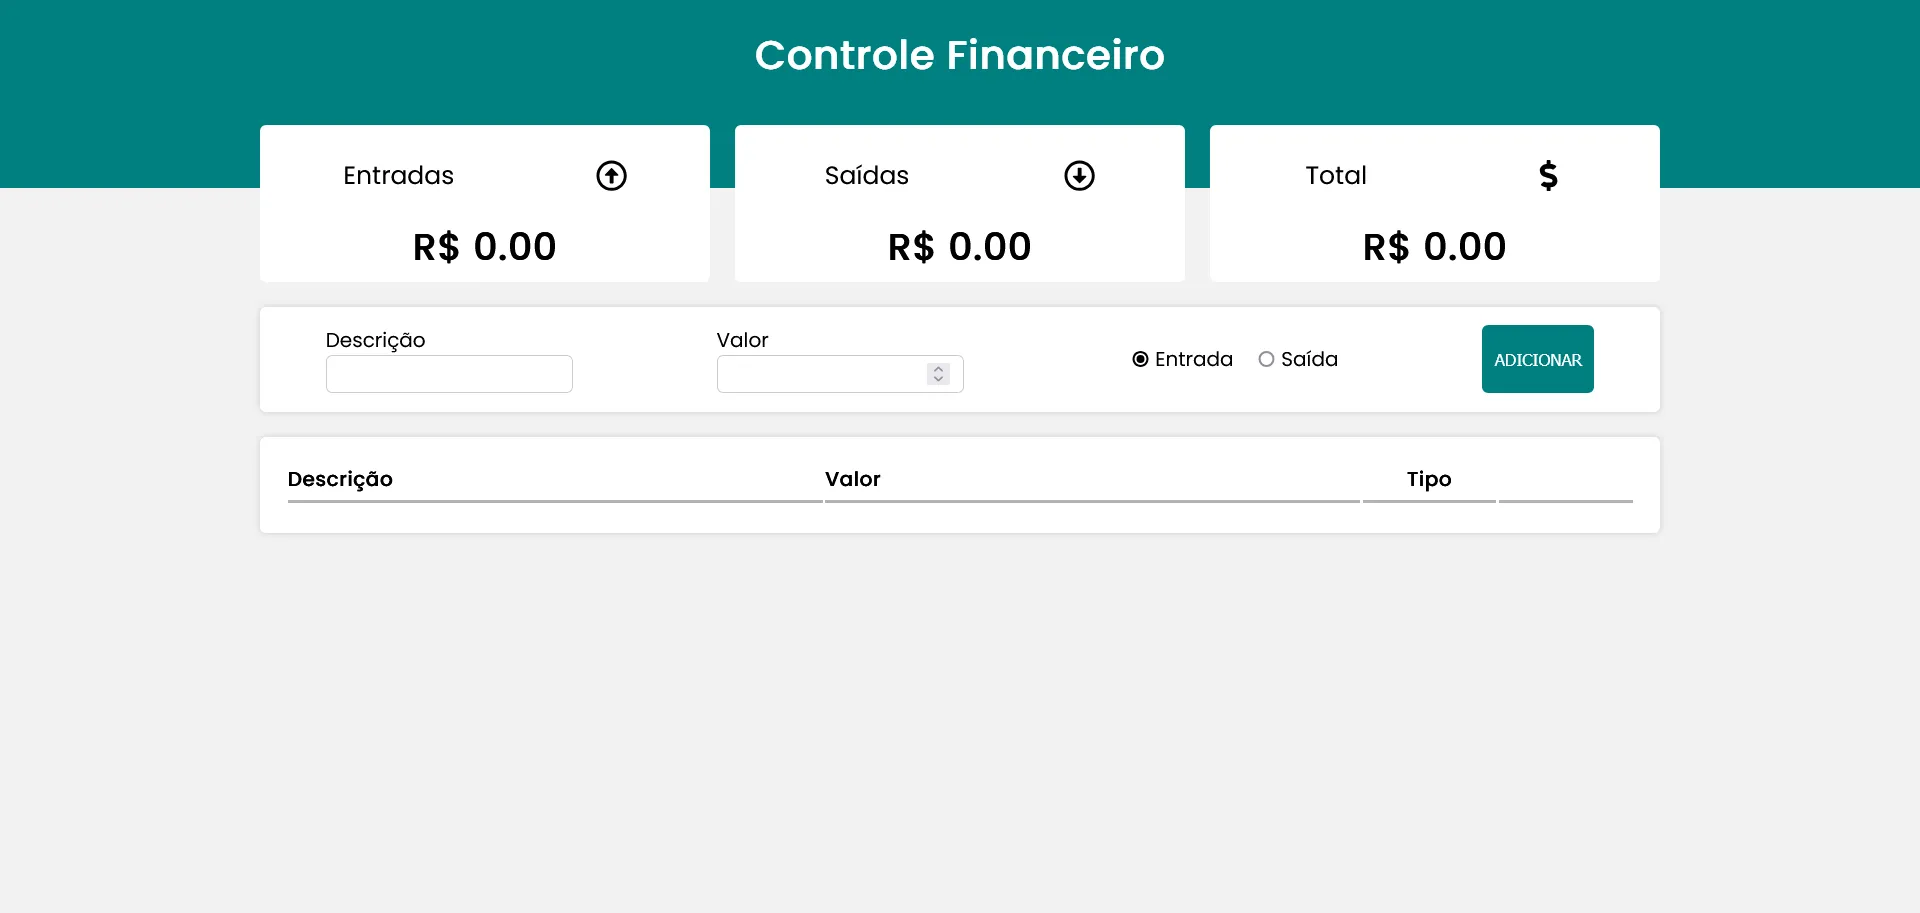 Controle Financeiro
Entradas
R$ 0.00
Saídas
R$ 0.00
Total
R$ 0.00
Descrição
Valor
Entrada
Saída
ADICIONAR
Descrição Valor Tipo